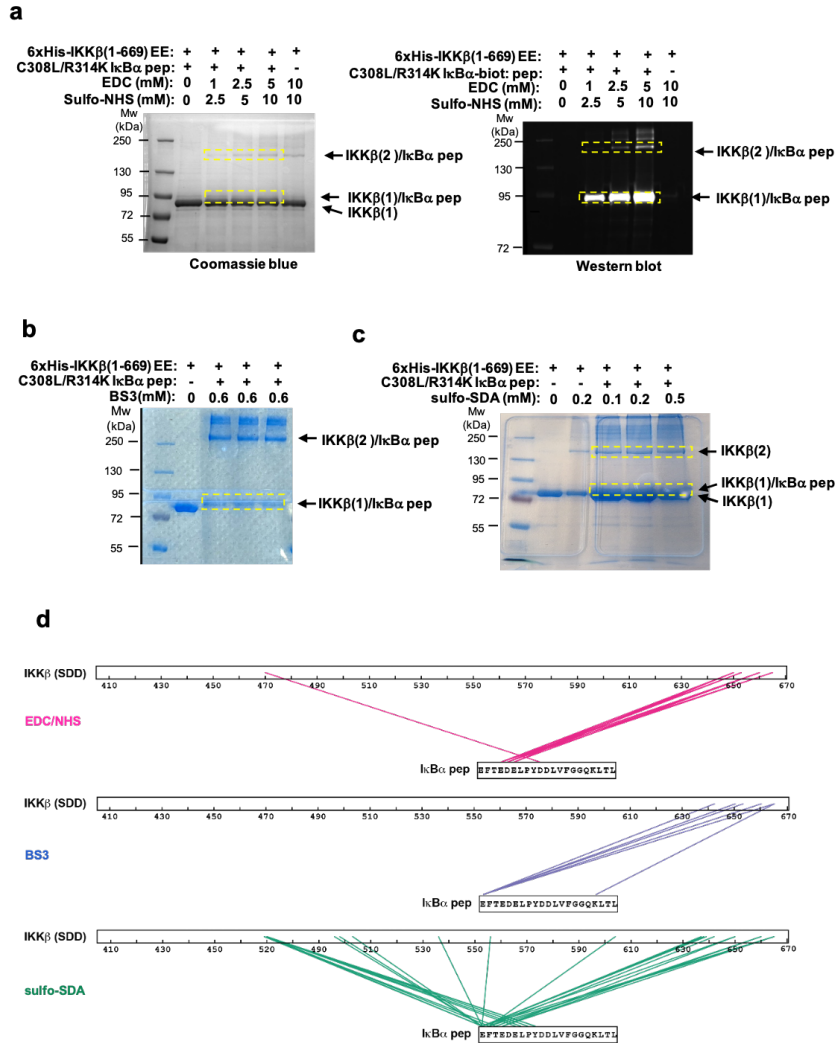 a
6xHis-IKKβ(1-669) EE: + + + + +
C308L/R314K IκBα pep: + + + + -
EDC (mM): 0 1 2.5 5 10
Sulfo-NHS (mM): 0 2.5 5 10 10
Mw
(kDa)
250
130
95
72
55
IKKβ(2 )/IκBα pep
IKKβ(1)/IκBα pep
IKKβ(1)
Coomassie blue
6xHis-IKKβ(1-669) EE: + + + + +
C308L/R314K IκBα-biot: pep: + + + + -
EDC (mM): 0 1 2.5 5 10
Sulfo-NHS (mM): 0 2.5 5 10 10
Mw
(kDa)
250
130
95
72
IKKβ(2 )/IκBα pep
IKKβ(1)/IκBα pep
Western blot
b
6xHis-IKKβ(1-669) EE: + + + +
C308L/R314K IκBα pep: - + + +
BS3(mM): 0 0.6 0.6 0.6
Mw
(kDa)
250
130
95
72
55
IKKβ(2 )/IκBα pep
IKKβ(1)/IκBα pep
c
6xHis-IKKβ(1-669) EE: + + + + +
C308L/R314K IκBα pep: - - + + +
sulfo-SDA (mM): 0 0.2 0.1 0.2 0.5
Mw
(kDa)
250
130
95
72
55
IKKβ(2)
IKKβ(1)/IκBα pep
IKKβ(1)
d
IKKβ (SDD)
410 430 450 470 490 510 530 550 570 590 610 630 650 670
EDC/NHS
IκBα pep EFTEDELPYDDLVFGGQKLTL
IKKβ (SDD)
410 430 450 470 490 510 530 550 570 590 610 630 650 670
BS3
IκBα pep EFTEDELPYDDLVFGGQKLTL
IKKβ (SDD)
410 430 450 470 490 510 530 550 570 590 610 630 650 670
sulfo-SDA
IκBα pep EFTEDELPYDDLVFGGQKLTL